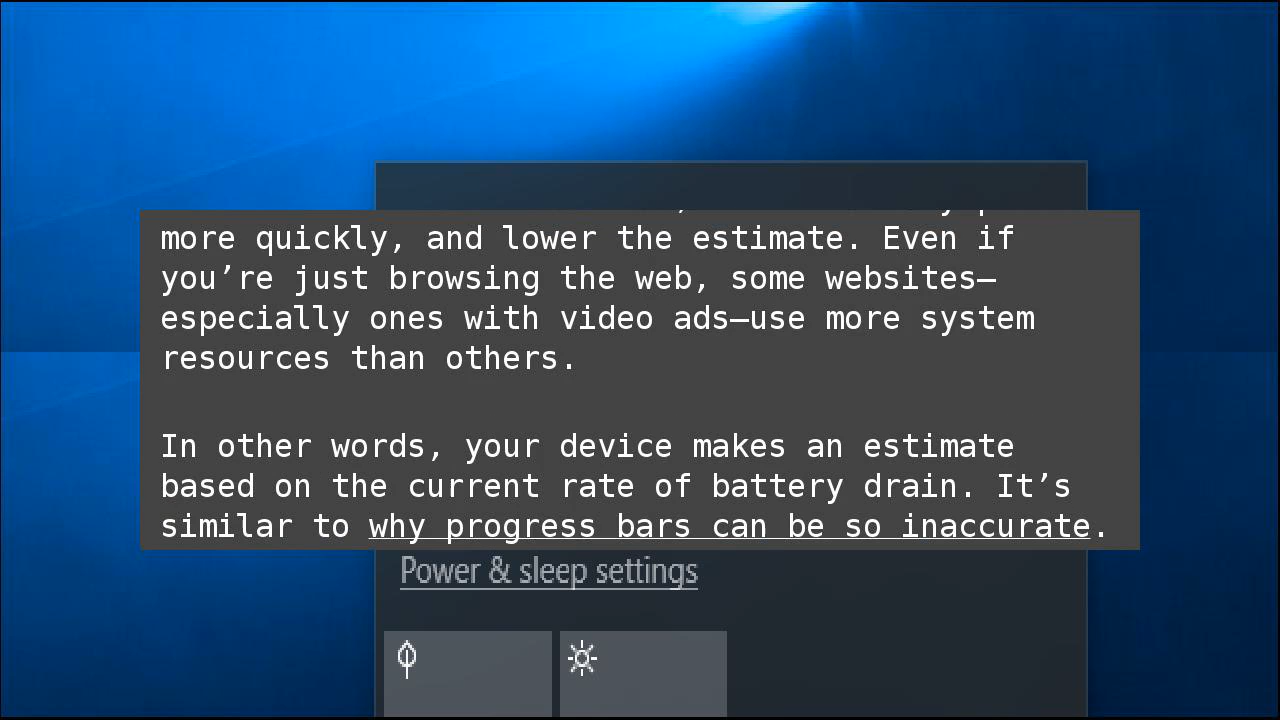 more quickly, and lower the estimate. Even if
you’re just browsing the web, some websites—
especially ones with video ads—use more system
resources than others.
In other words, your device makes an estimate
based on the current rate of battery drain. It’s
similar to why progress bars can be so inaccurate.
Power & sleep settings